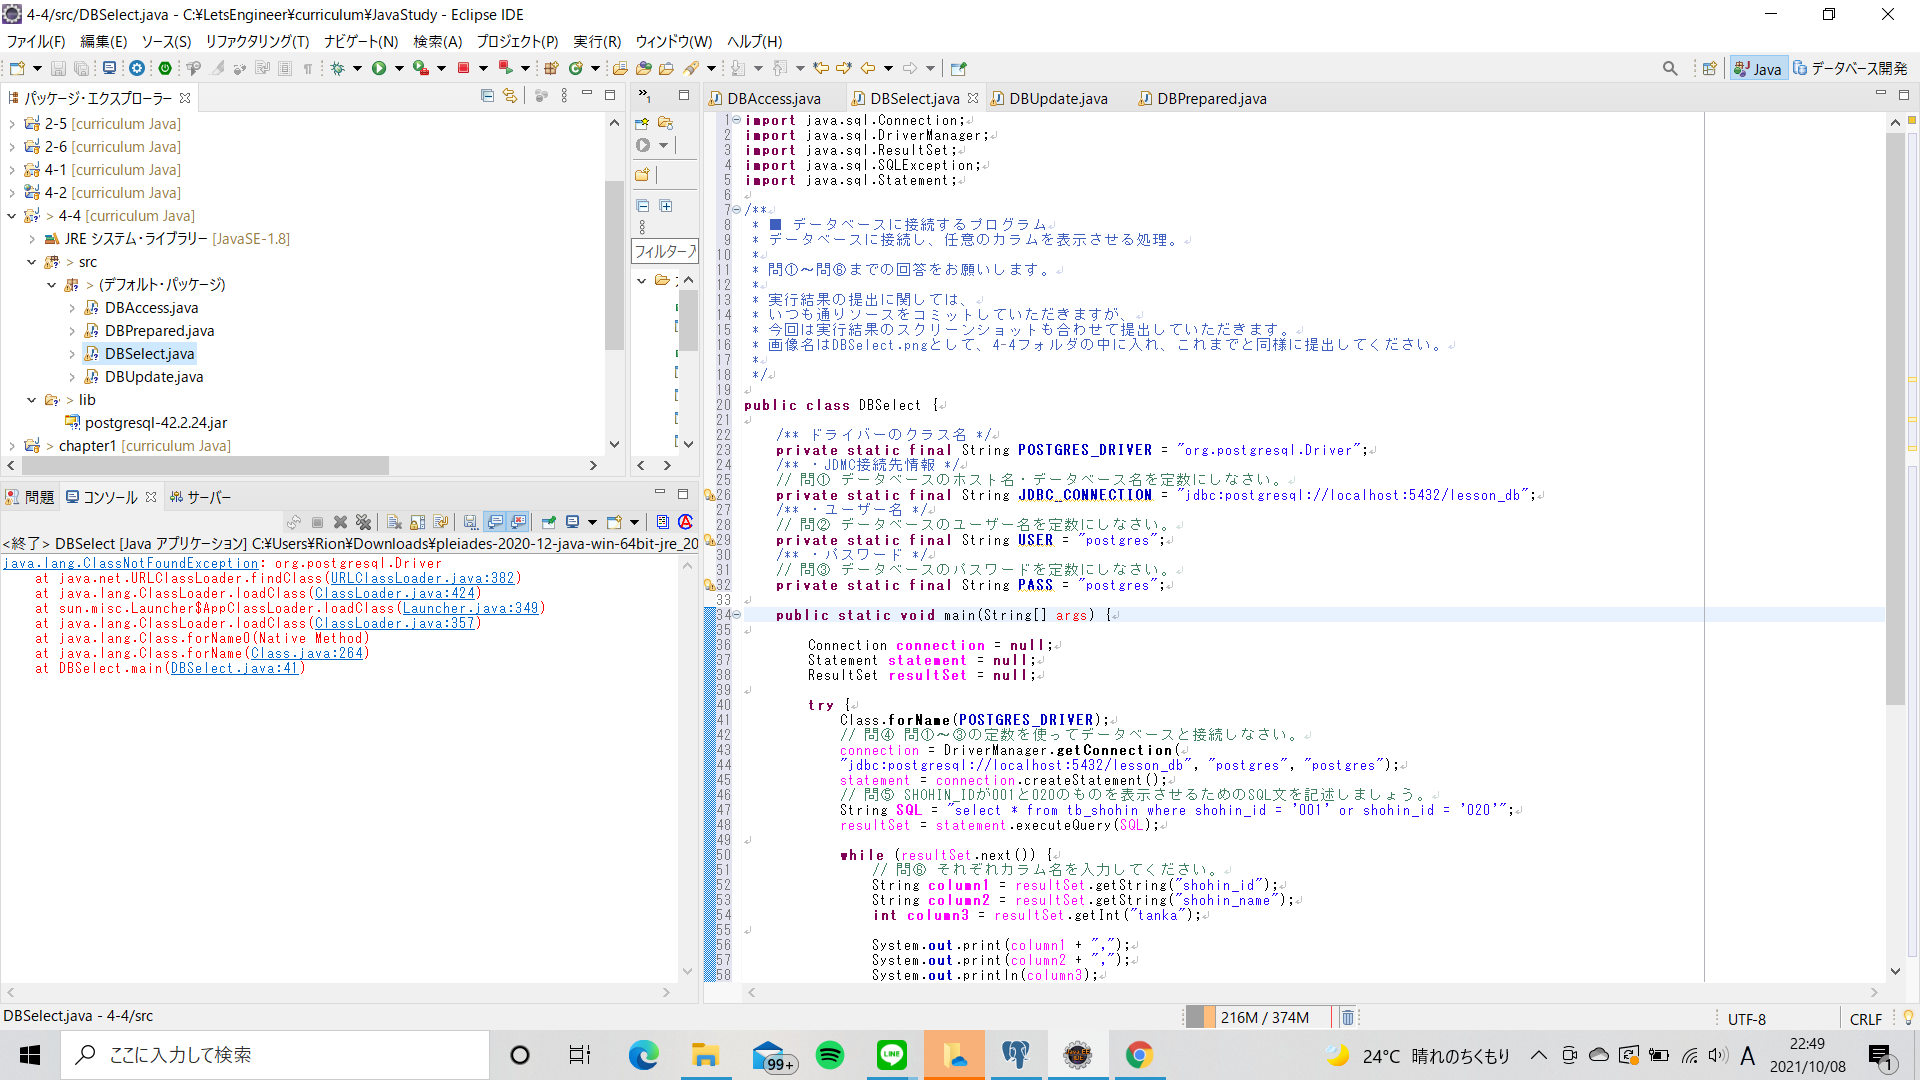 4-4/src/DBSelect.java - C:¥LetsEngineer¥curriculum¥JavaStudy - Eclipse IDE
ファイル(F) 編集(E) ソース(S) リファクタリング(T) ナビゲート(N) 検索(A) プロジェクト(P) 実行(R) ウィンドウ(W) ヘルプ(H)
Java データベース開発
パッケージ・エクスプローラー
2-5 [curriculum Java]
2-6 [curriculum Java]
4-1 [curriculum Java]
4-2 [curriculum Java]
> 4-4 [curriculum Java]
JRE システム・ライブラリー [JavaSE-1.8]
> src
> (デフォルト・パッケージ)
DBAccess.java
DBPrepared.java
DBSelect.java
DBUpdate.java
> lib
postgresql-42.2.24.jar
> chapter1 [curriculum Java]
フィルター入
問題 コンソール サーバー
<終了> DBSelect [Java アプリケーション] C:¥Users¥Rion¥Downloads¥pleiades-2020-12-java-win-64bit-jre_20
java.lang.ClassNotFoundException: org.postgresql.Driver
at java.net.URLClassLoader.findClass(URLClassLoader.java:382)
at java.lang.ClassLoader.loadClass(ClassLoader.java:424)
at sun.misc.Launcher$AppClassLoader.loadClass(Launcher.java:349)
at java.lang.ClassLoader.loadClass(ClassLoader.java:357)
at java.lang.Class.forName0(Native Method)
at java.lang.Class.forName(Class.java:264)
at DBSelect.main(DBSelect.java:41)
DBAccess.java DBSelect.java DBUpdate.java DBPrepared.java
1 import java.sql.Connection;
2 import java.sql.DriverManager;
3 import java.sql.ResultSet;
4 import java.sql.SQLException;
5 import java.sql.Statement;
6
7 /**
8 * ■ データベースに接続するプログラム
9 * データベースに接続し、任意のカラムを表示させる処理。
10 *
11 * 問①～問⑥までの回答をお願いします。
12 *
13 * 実行結果の提出に関しては、
14 * いつも通りソースをコミットしていただきますが、
15 * 今回は実行結果のスクリーンショットも合わせて提出していただきます。
16 * 画像名はDBSelect.pngとして、4-4フォルダの中に入れ、これまでと同様に提出してください。
17 *
18 */
19
20 public class DBSelect {
21
22 /** ドライバーのクラス名 */
23 private static final String POSTGRES_DRIVER = "org.postgresql.Driver";
24 /** ・JDMC接続先情報 */
25 // 問① データベースのホスト名・データベース名を定数にしなさい。
26 private static final String JDBC_CONNECTION = "jdbc:postgresql://localhost:5432/lesson_db";
27 /** ・ユーザー名 */
28 // 問② データベースのユーザー名を定数にしなさい。
29 private static final String USER = "postgres";
30 /** ・パスワード */
31 // 問③ データベースのパスワードを定数にしなさい。
32 private static final String PASS = "postgres";
33
34 public static void main(String[] args) {
35
36 Connection connection = null;
37 Statement statement = null;
38 ResultSet resultSet = null;
39
40 try {
41 Class.forName(POSTGRES_DRIVER);
42 // 問④ 問①～③の定数を使ってデータベースと接続しなさい。
43 connection = DriverManager.getConnection(
44 "jdbc:postgresql://localhost:5432/lesson_db", "postgres", "postgres");
45 statement = connection.createStatement();
46 // 問⑤ SHOHIN_IDが001と020のものを表示させるためのSQL文を記述しましょう。
47 String SQL = "select * from tb_shohin where shohin_id = '001' or shohin_id = '020'";
48 resultSet = statement.executeQuery(SQL);
49
50 while (resultSet.next()) {
51 // 問⑥ それぞれカラム名を入力してください。
52 String column1 = resultSet.getString("shohin_id");
53 String column2 = resultSet.getString("shohin_name");
54 int column3 = resultSet.getInt("tanka");
55
56 System.out.print(column1 + ",");
57 System.out.print(column2 + ",");
58 System.out.println(column3);
DBSelect.java - 4-4/src
216M / 374M
UTF-8
CRLF
ここに入力して検索
99+
LINE
24°C 晴れのちくもり
A
22:49
2021/10/08
1